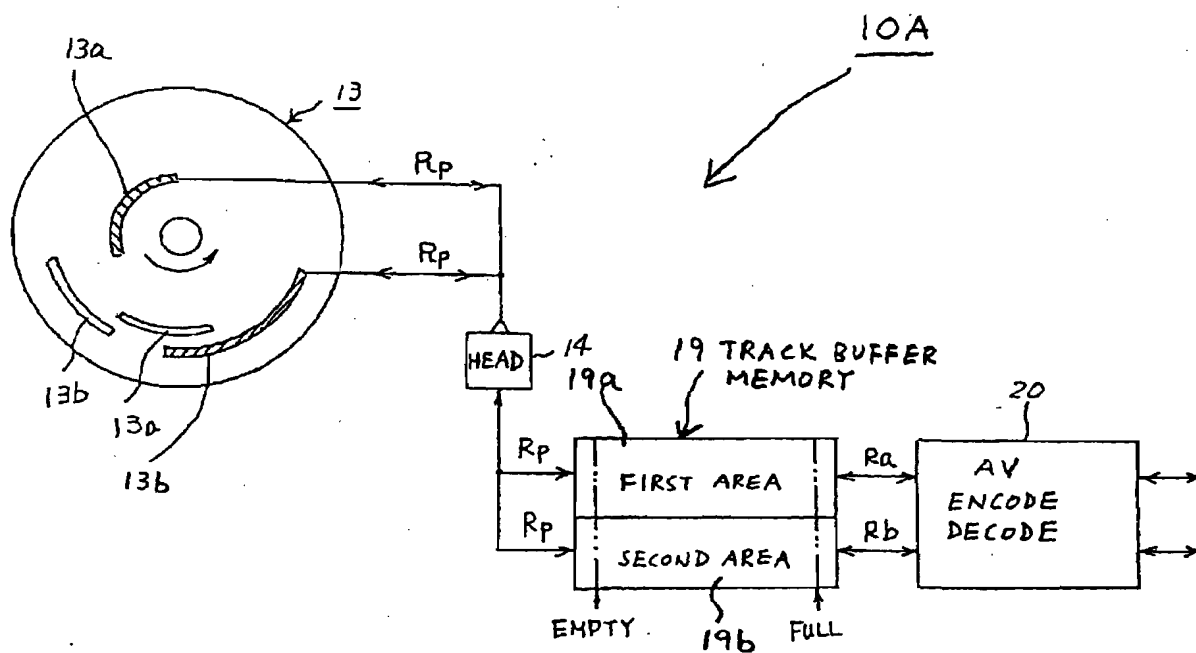 10A
13a
13
Rp
Rp
13b
13a
13b
HEAD
14
19 TRACK BUFFER
MEMORY
19a
20
Rp
FIRST AREA
Ra
AV
ENCODE
DECODE
Rp
SECOND AREA
Rb
EMPTY
19b
FULL